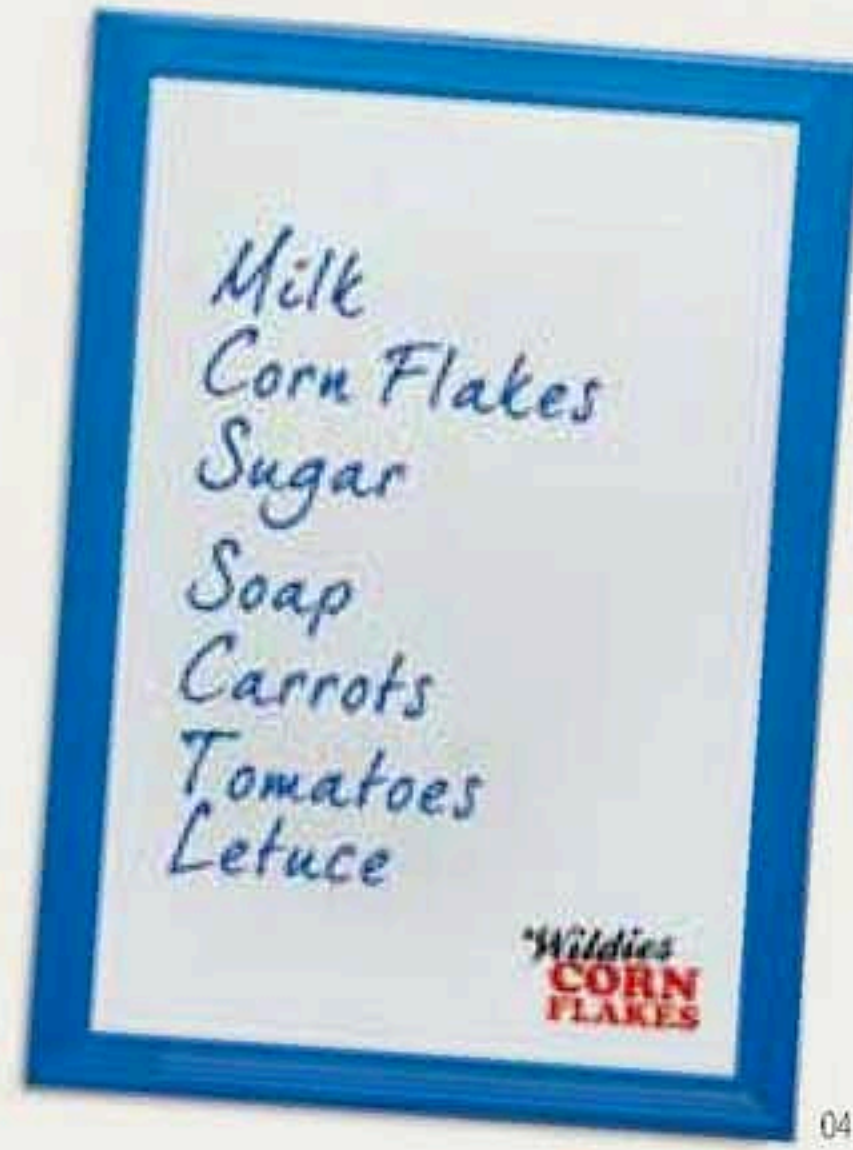 Milk
Corn Flakes
Sugar
Soap
Carrots
Tomatoes
Letuce
Wildies
CORN
FLAKES
04